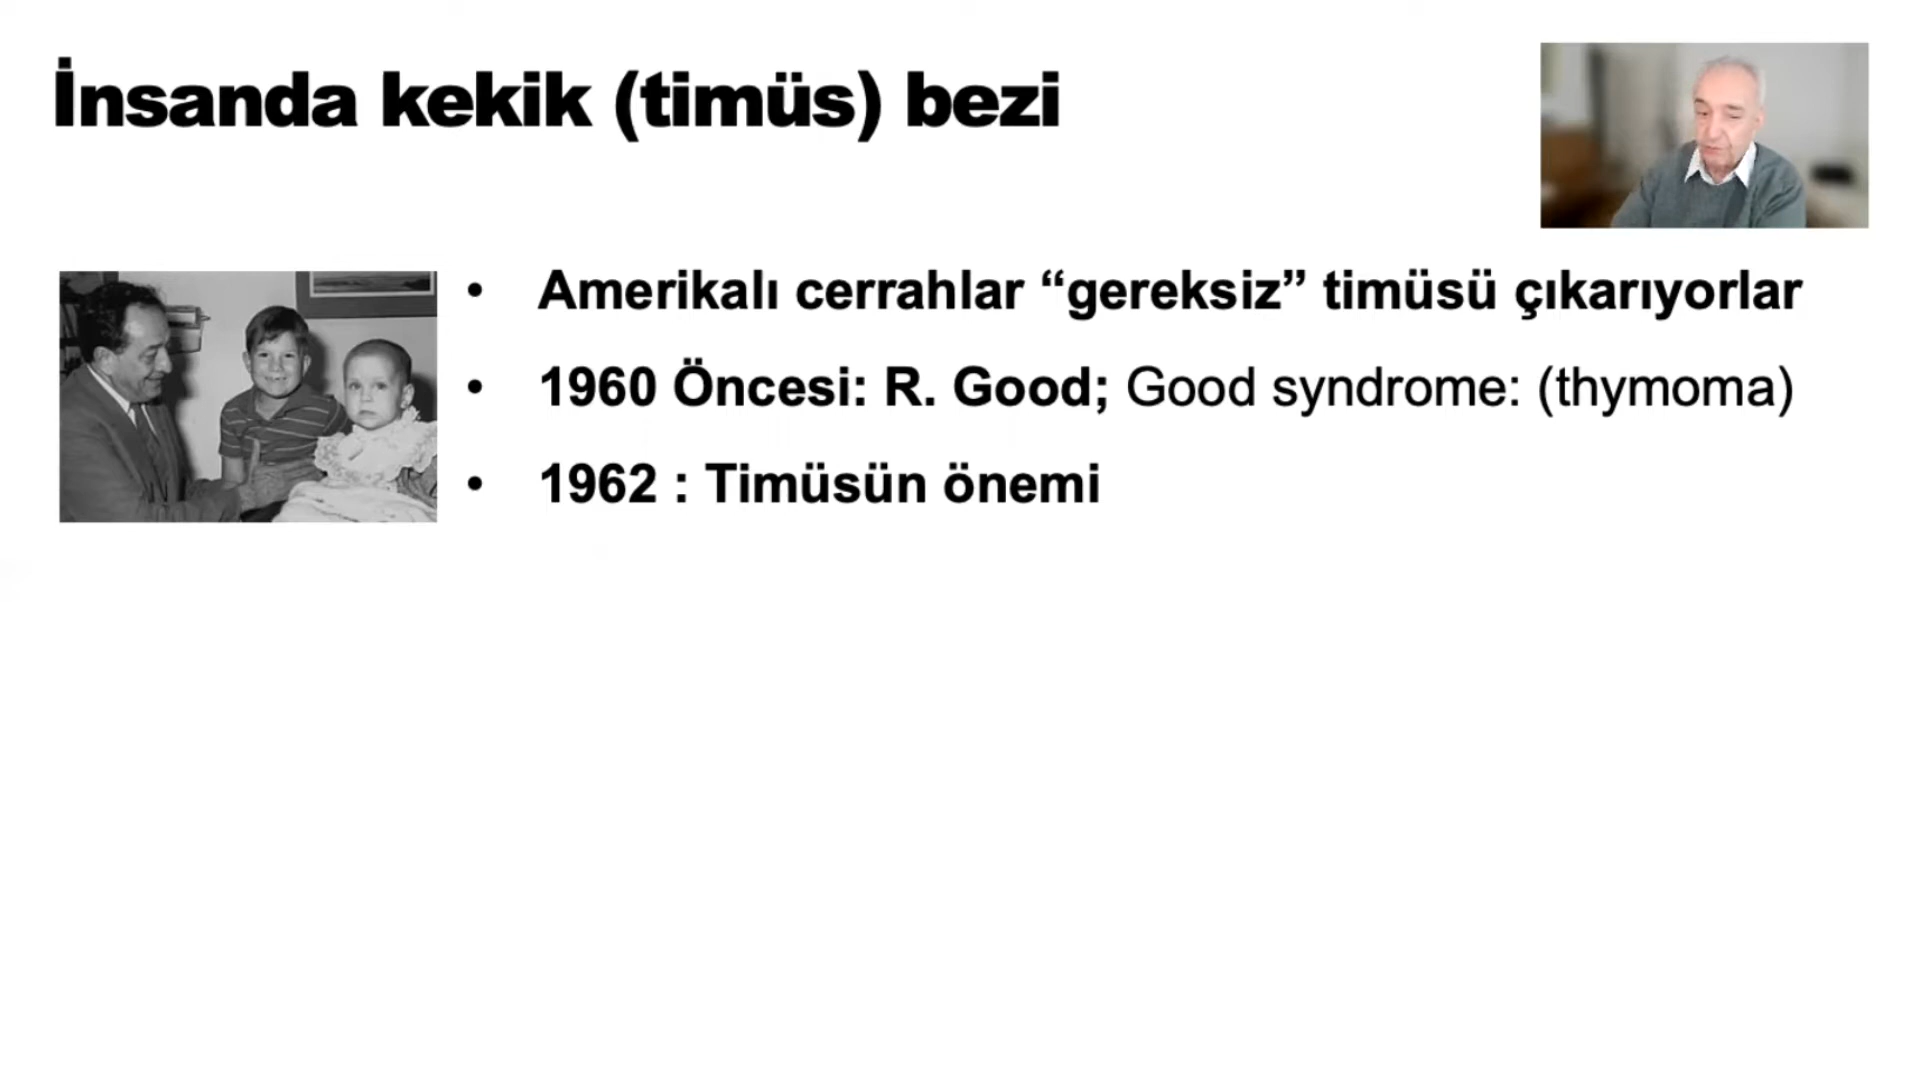 İnsanda kekik (timüs) bezi
• Amerikalı cerrahlar “gereksiz” timüsü çıkarıyorlar
• 1960 Öncesi: R. Good; Good syndrome: (thymoma)
• 1962 : Timüsün önemi